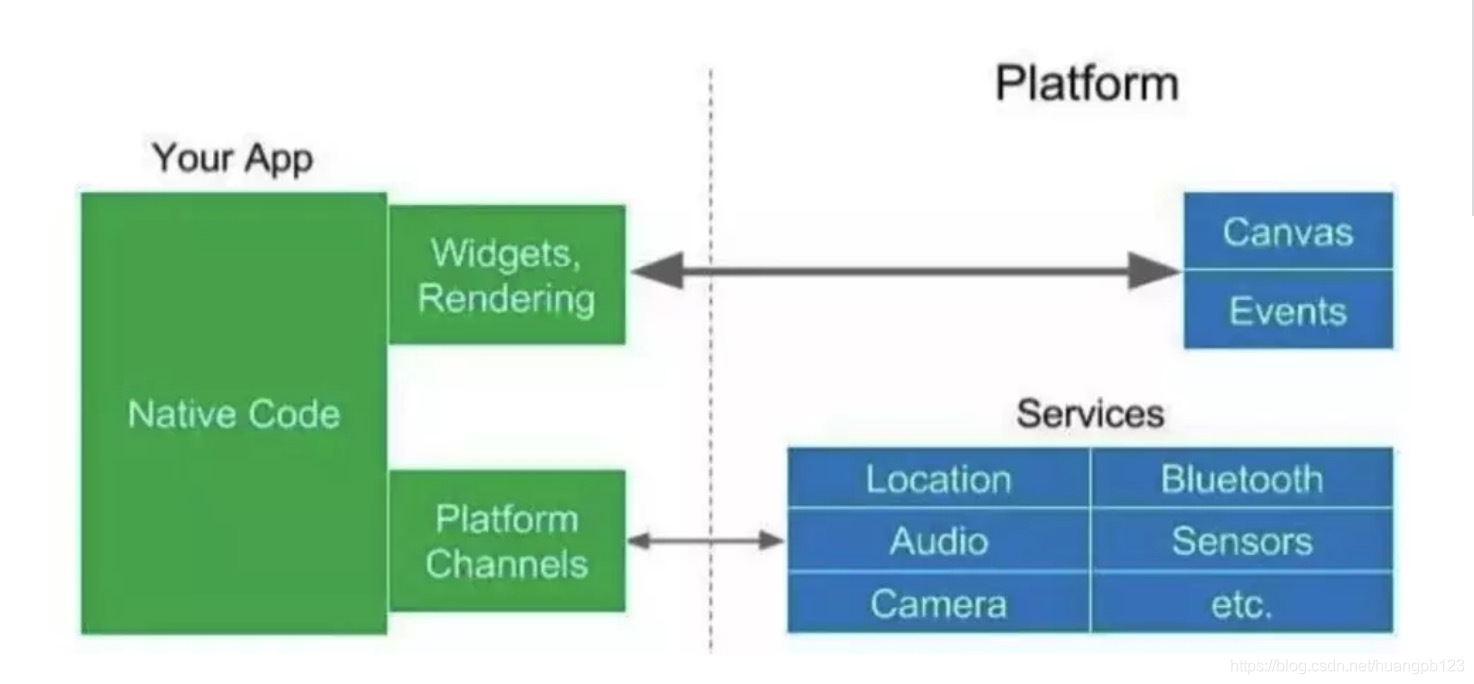 Platform
Your App
Widgets,
Rendering
Canvas
Events
Native Code
Services
Platform
Channels
Location
Bluetooth
Audio
Sensors
Camera
etc.
https://blog.csdn.net/huangpb123